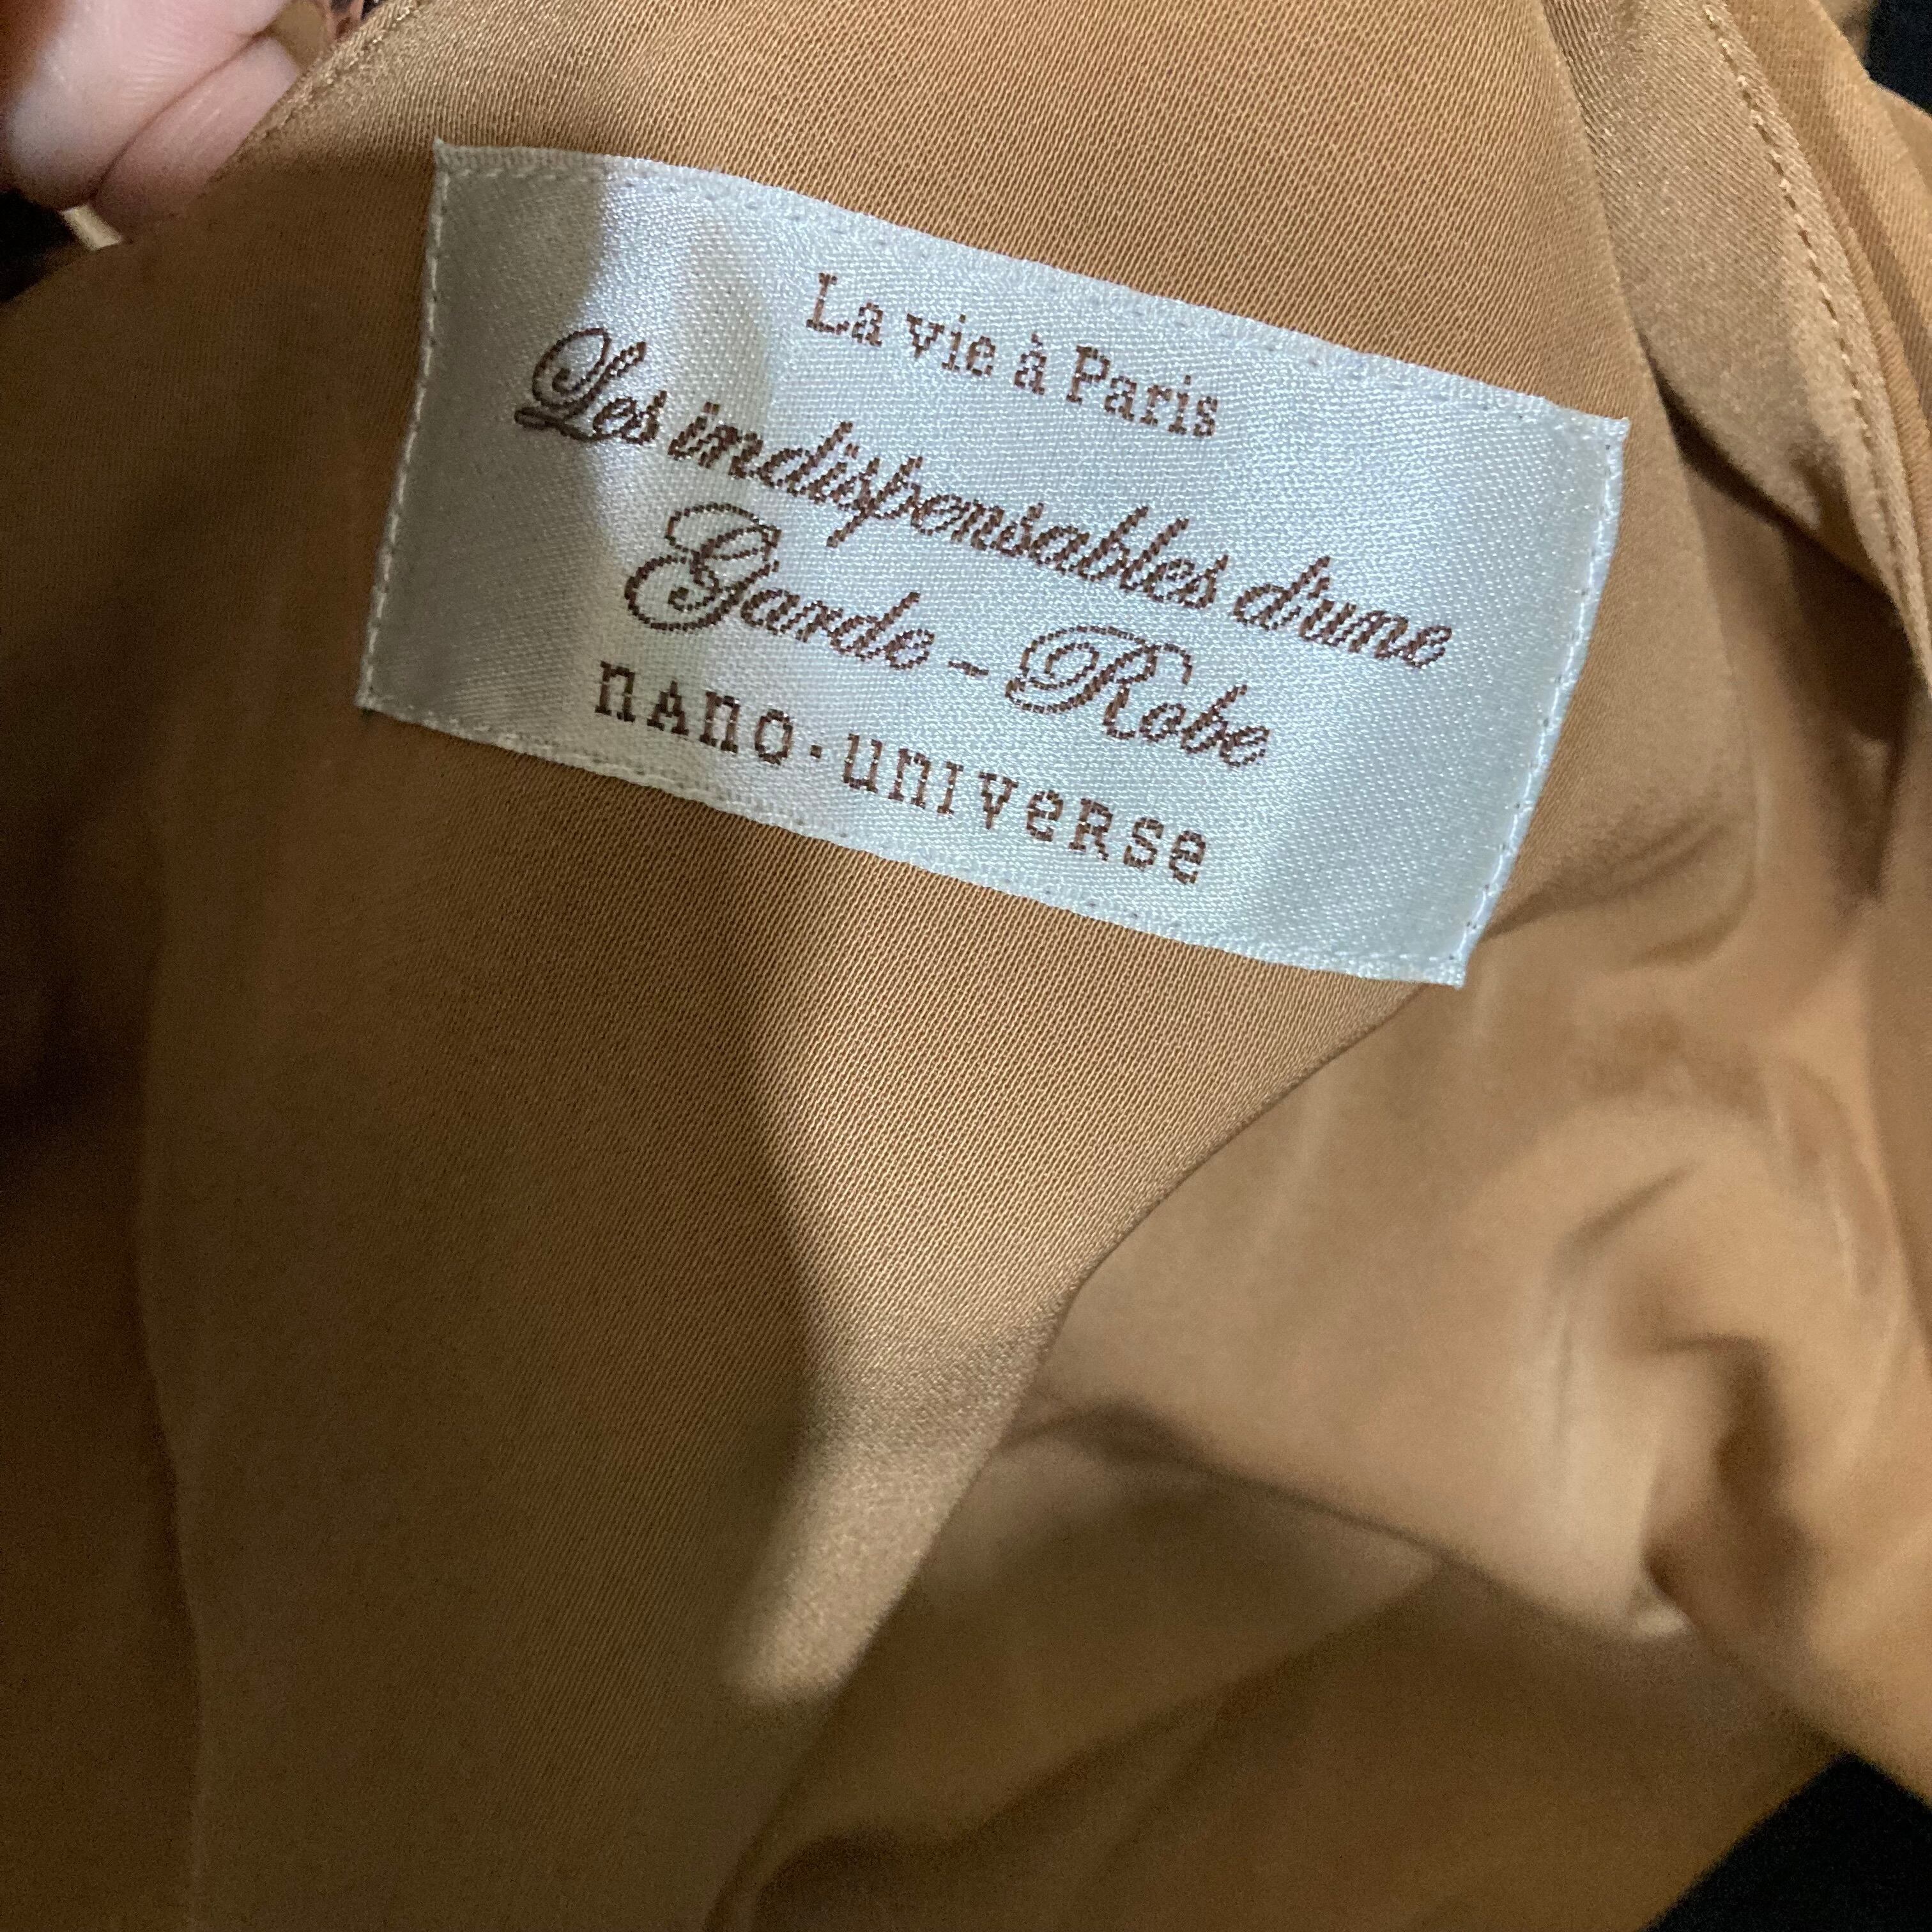 La vie à Paris
Les indispensables d'une
Garde - Robe
nano・universe